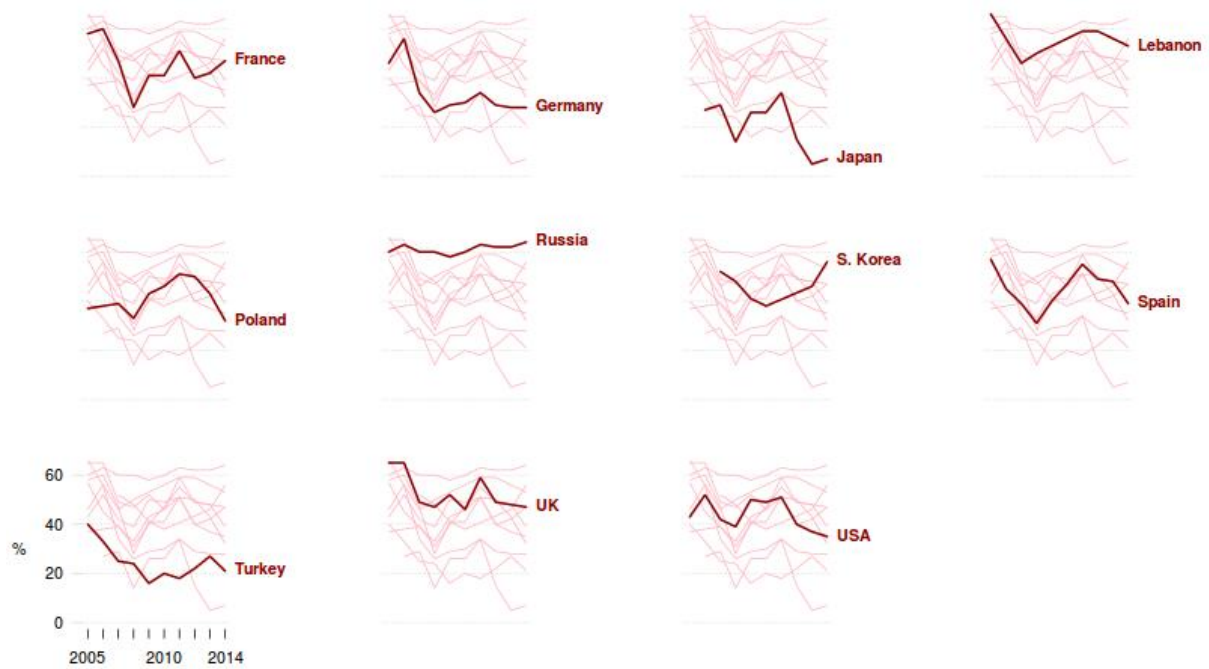 France
Germany
Japan
Lebanon
Poland
Russia
S. Korea
Spain
60
40
%
20
0
Turkey
UK
USA
2005 2010 2014